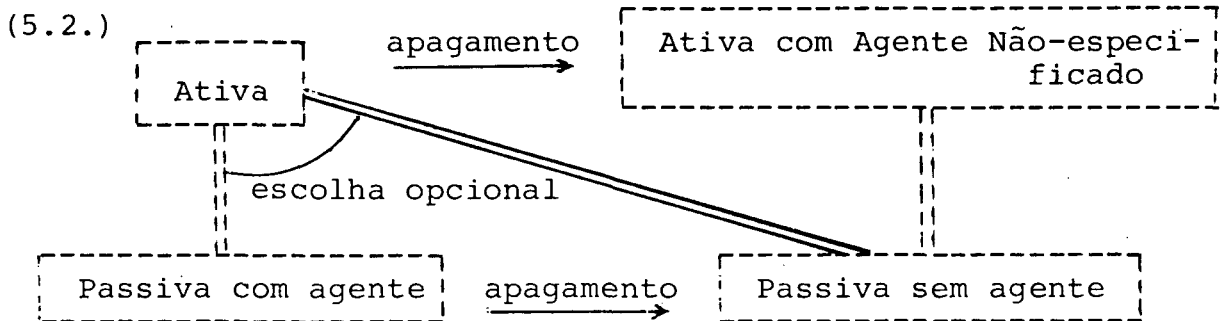 (5.2.)
apagamento
Ativa com Agente Não-especi-
ficado
Ativa
escolha opcional
Passiva com agente
apagamento
Passiva sem agente